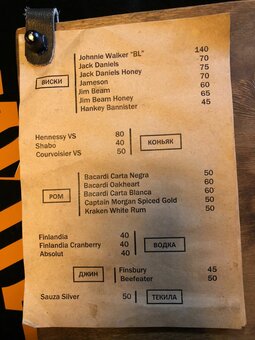 Johnnie Walker "BL" 140
Jack Daniels 70
Jack Daniels Honey 75
Jameson 70
Jim Beam 60
Jim Beam Honey 65
Hankey Bannister 45
ВИСКИ
Hennessy VS 80
Shabo 40
Courvoisier VS 50
КОНЬЯК
РОМ
Bacardi Carta Negra 50
Bacardi Oakheart 60
Bacardi Carta Blanca 50
Captain Morgan Spiced Gold 60
Kraken White Rum 50
Finlandia 40
Finlandia Cranberry 40
Absolut 40
ВОДКА
ДЖИН
Finsbury 45
Beefeater 50
Sauza Silver 50
ТЕКИЛА